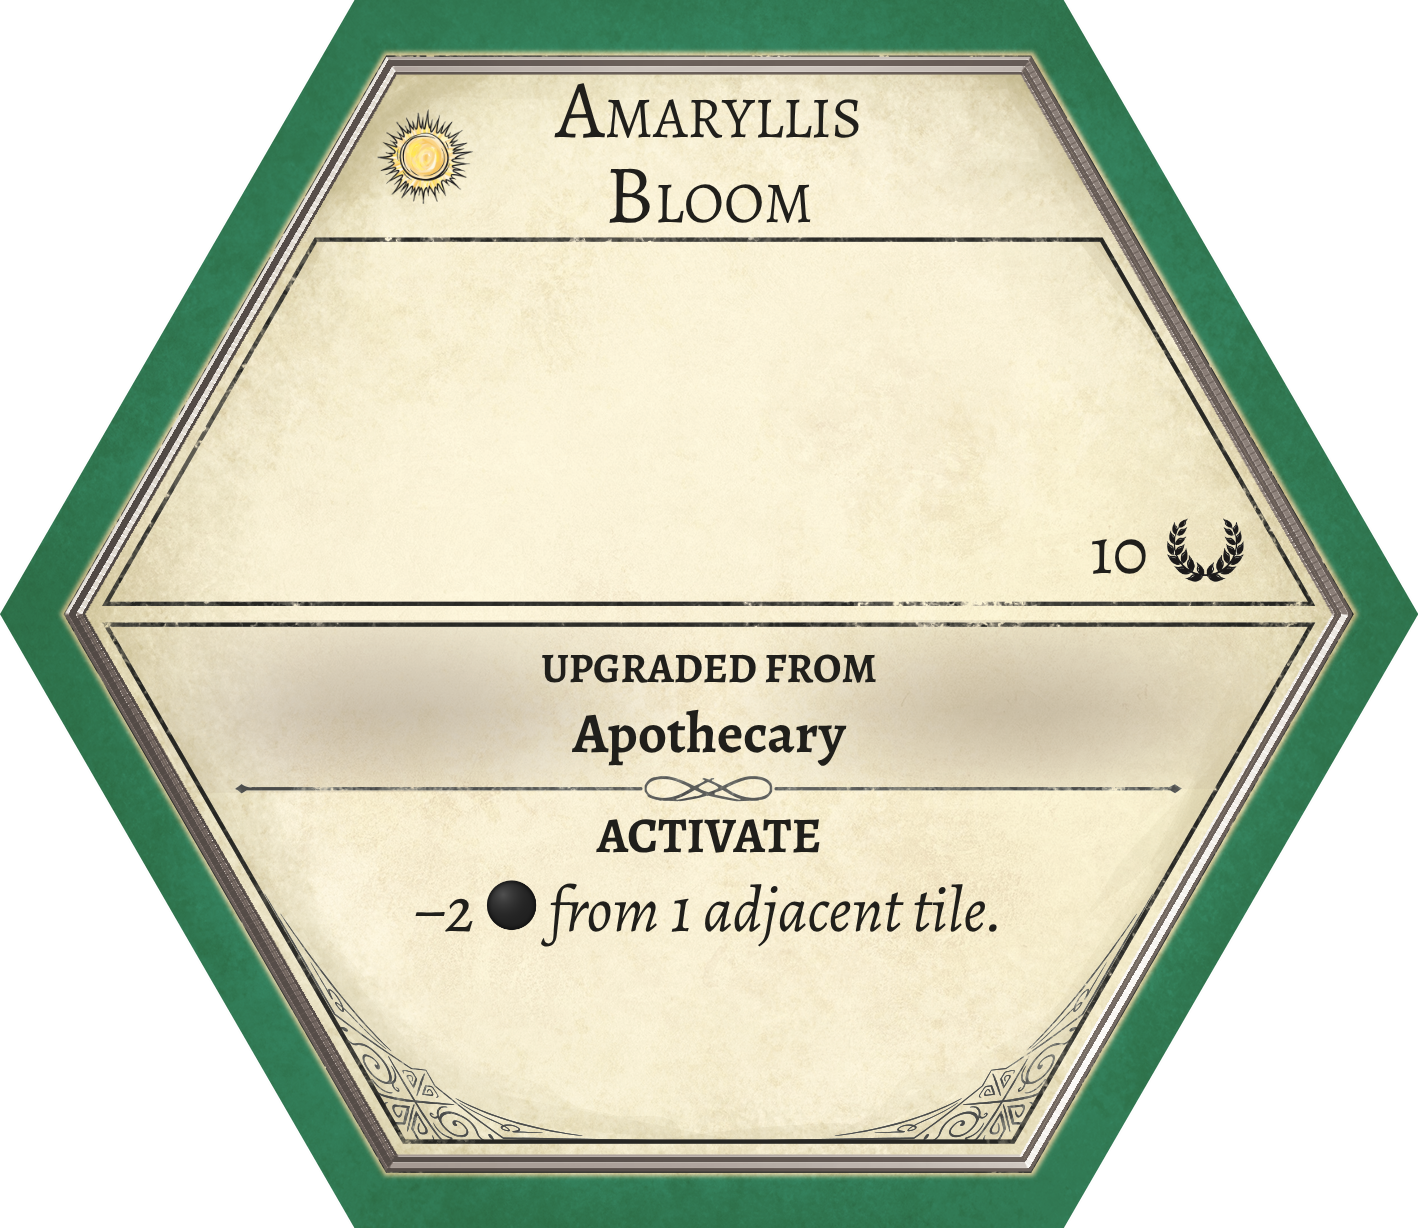 Amaryllis
Bloom
10
UPGRADED FROM
Apothecary
ACTIVATE
–2 from 1 adjacent tile.